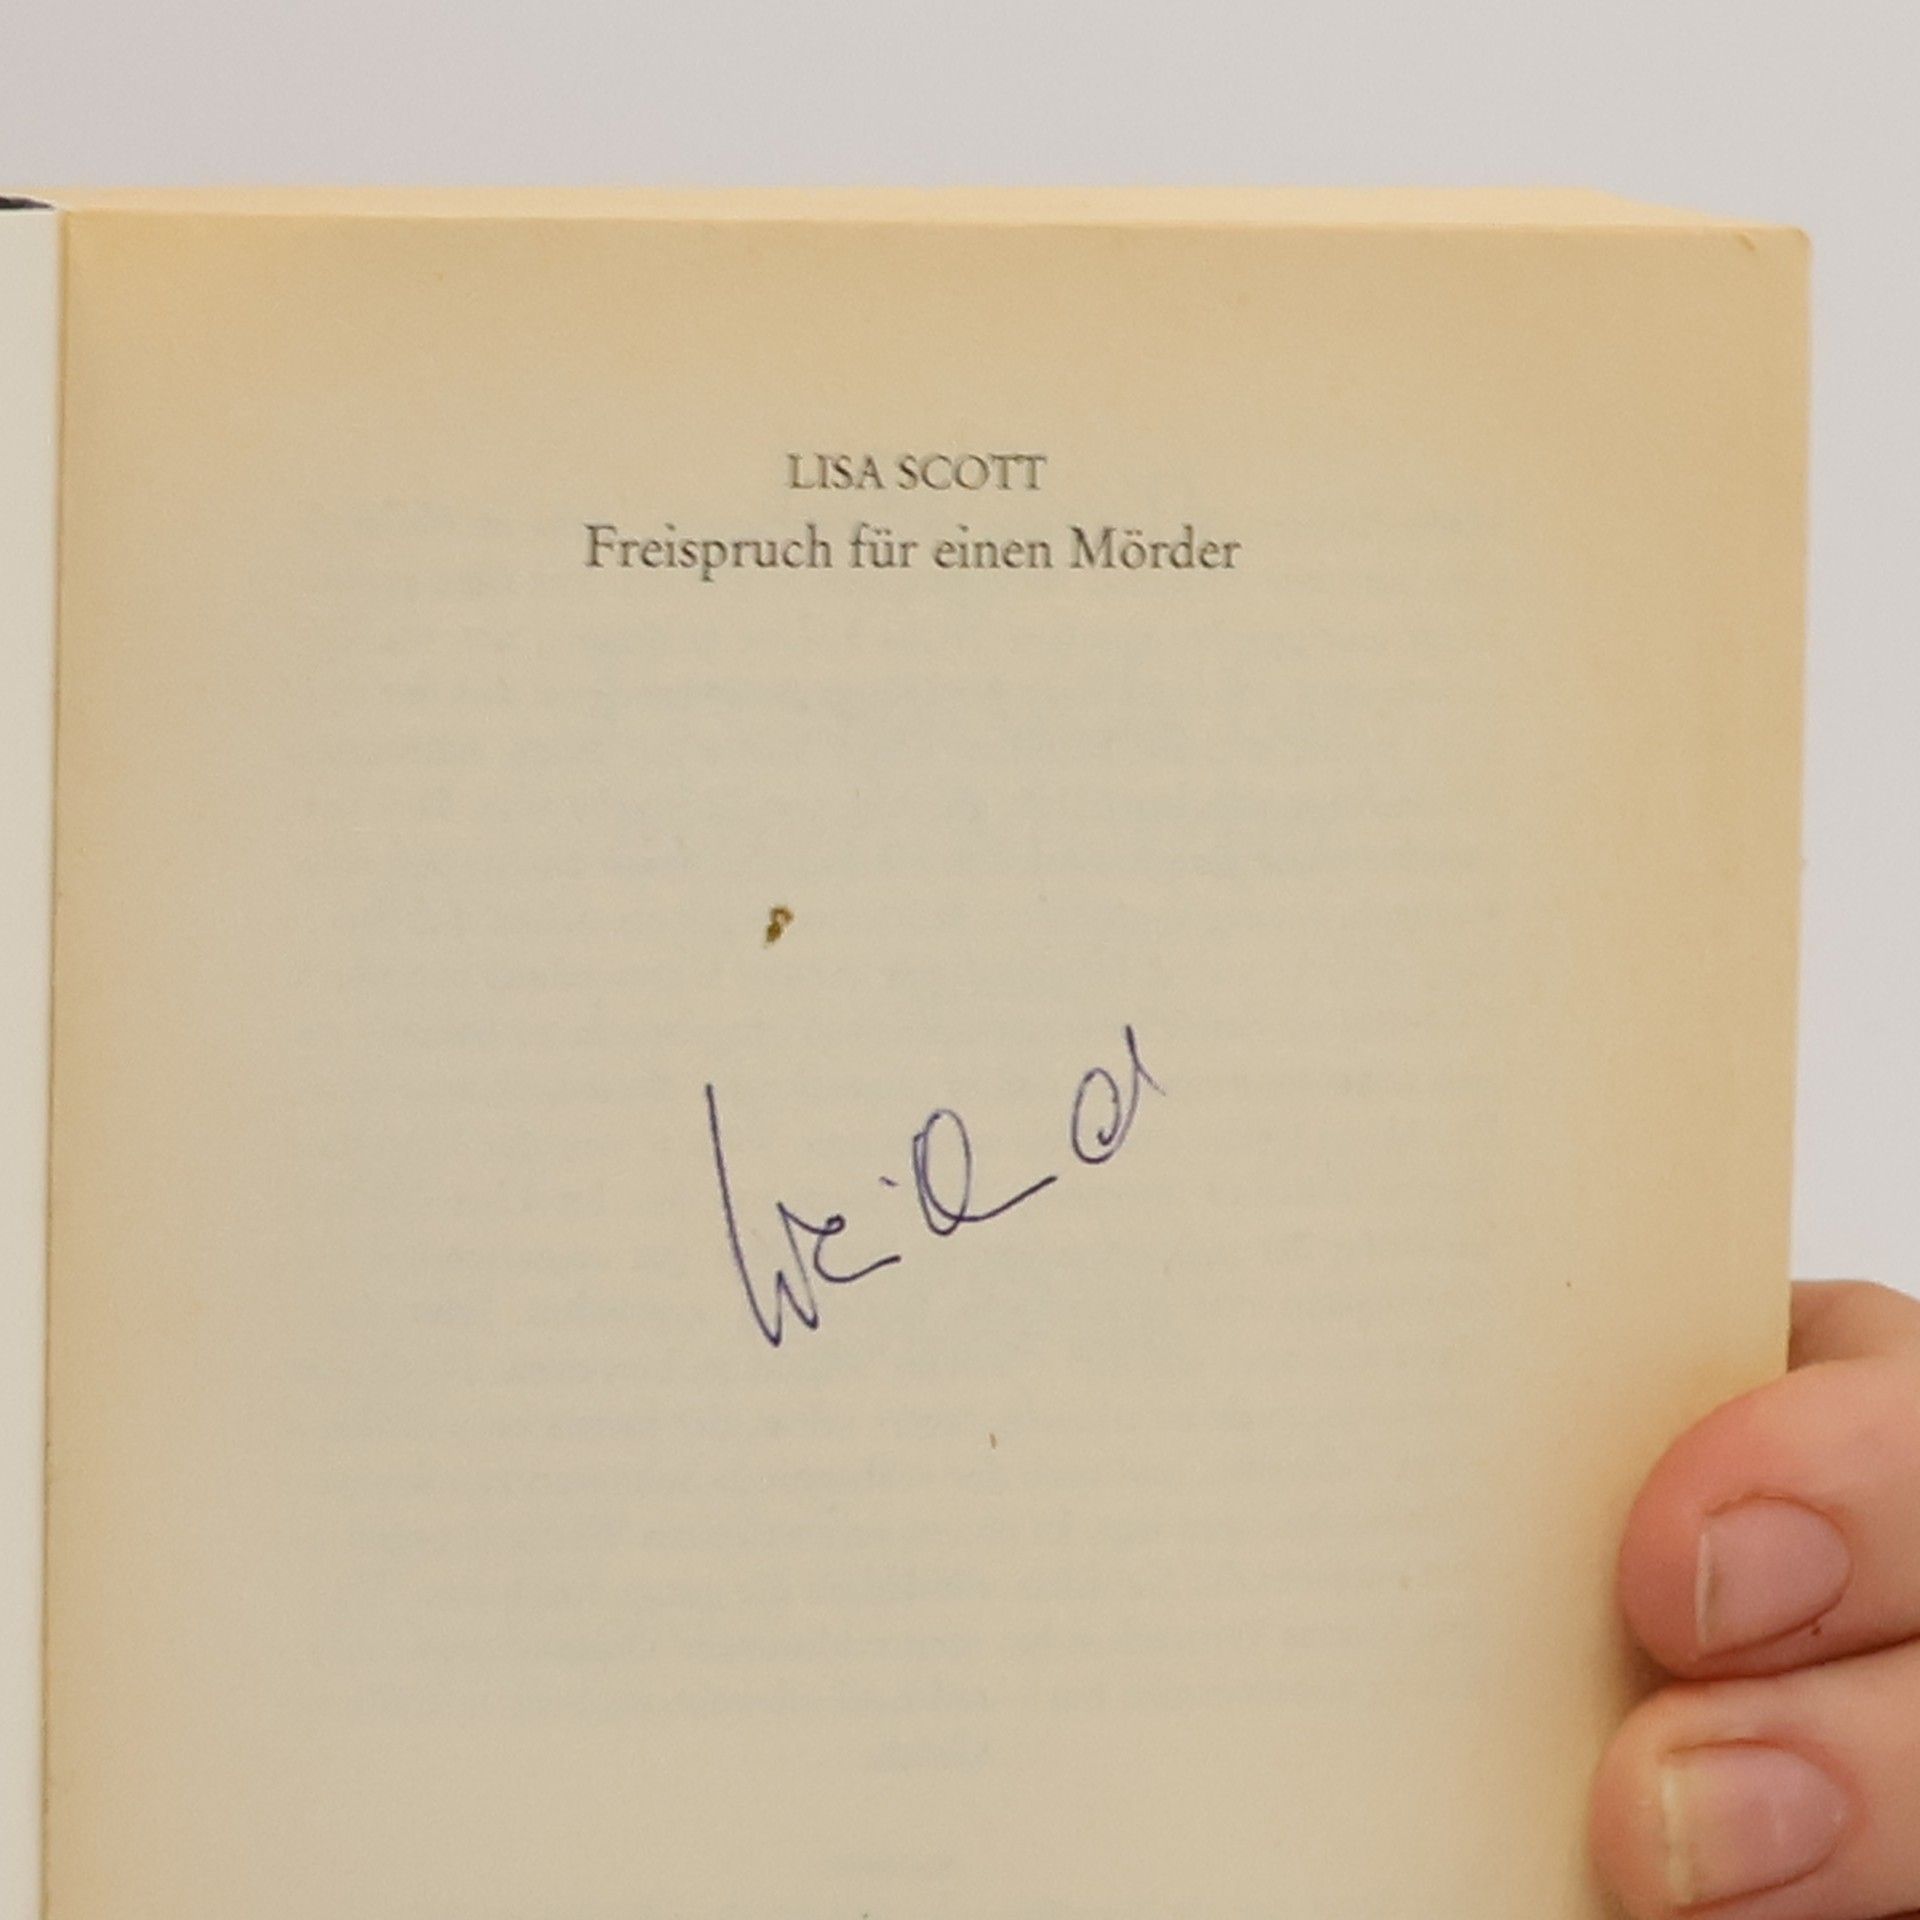 LISA SCOTT
Freispruch für einen Mörder